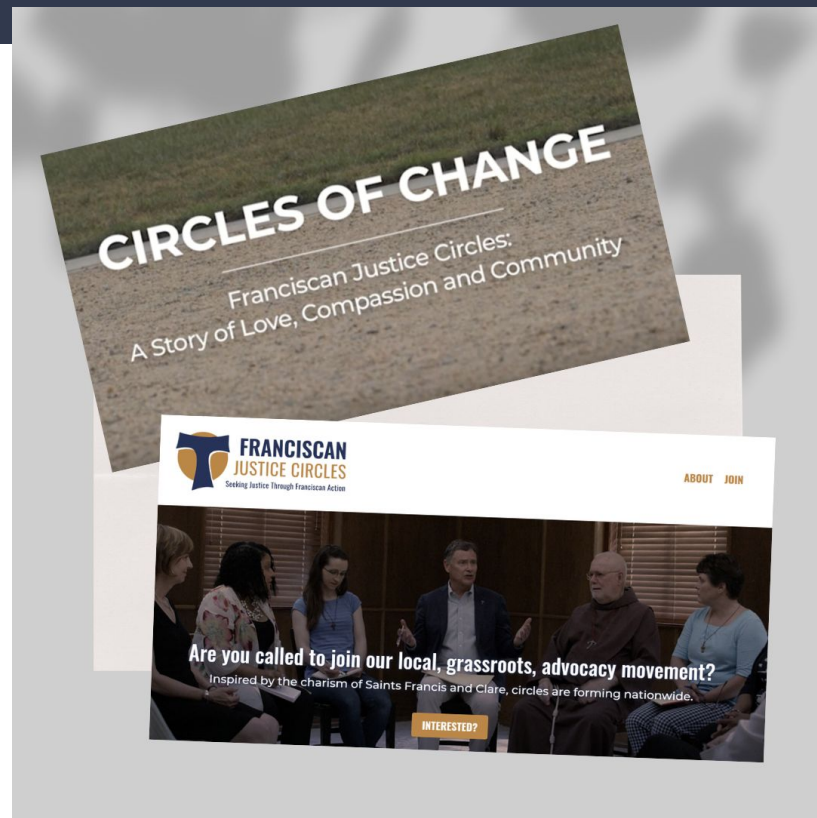 CIRCLES OF CHANGE
Franciscan Justice Circles:
A Story of Love, Compassion and Community
FRANCISCAN
JUSTICE CIRCLES
Seeking Justice Through Franciscan Action
ABOUT JOIN
Are you called to join our local, grassroots, advocacy movement?
Inspired by the charism of Saints Francis and Clare, circles are forming nationwide.
INTERESTED?